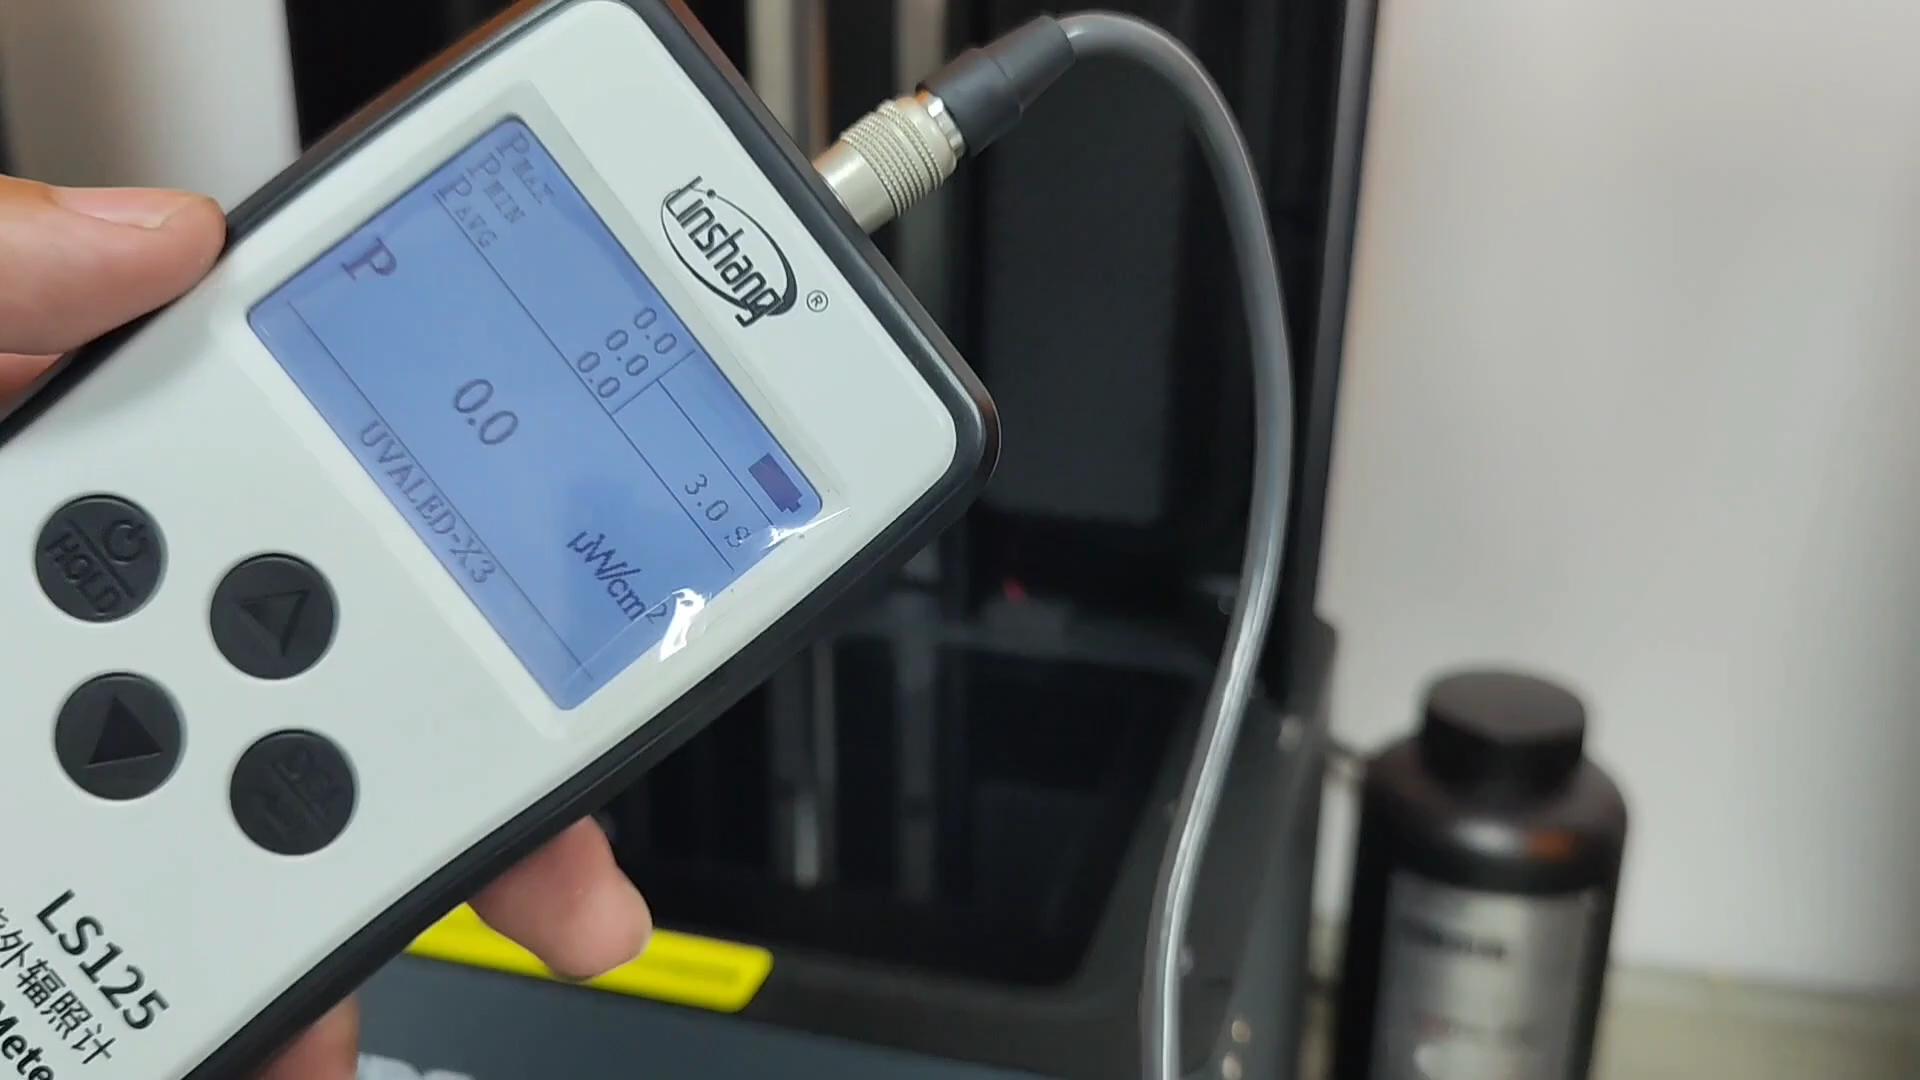 Linshang®
PMAX 0.0
PMIN 0.0
PAVG 0.0 3.0 S
P
0.0
μW/cm²
UVALED-X3
HOLD
LS125
外辐照计
Mete